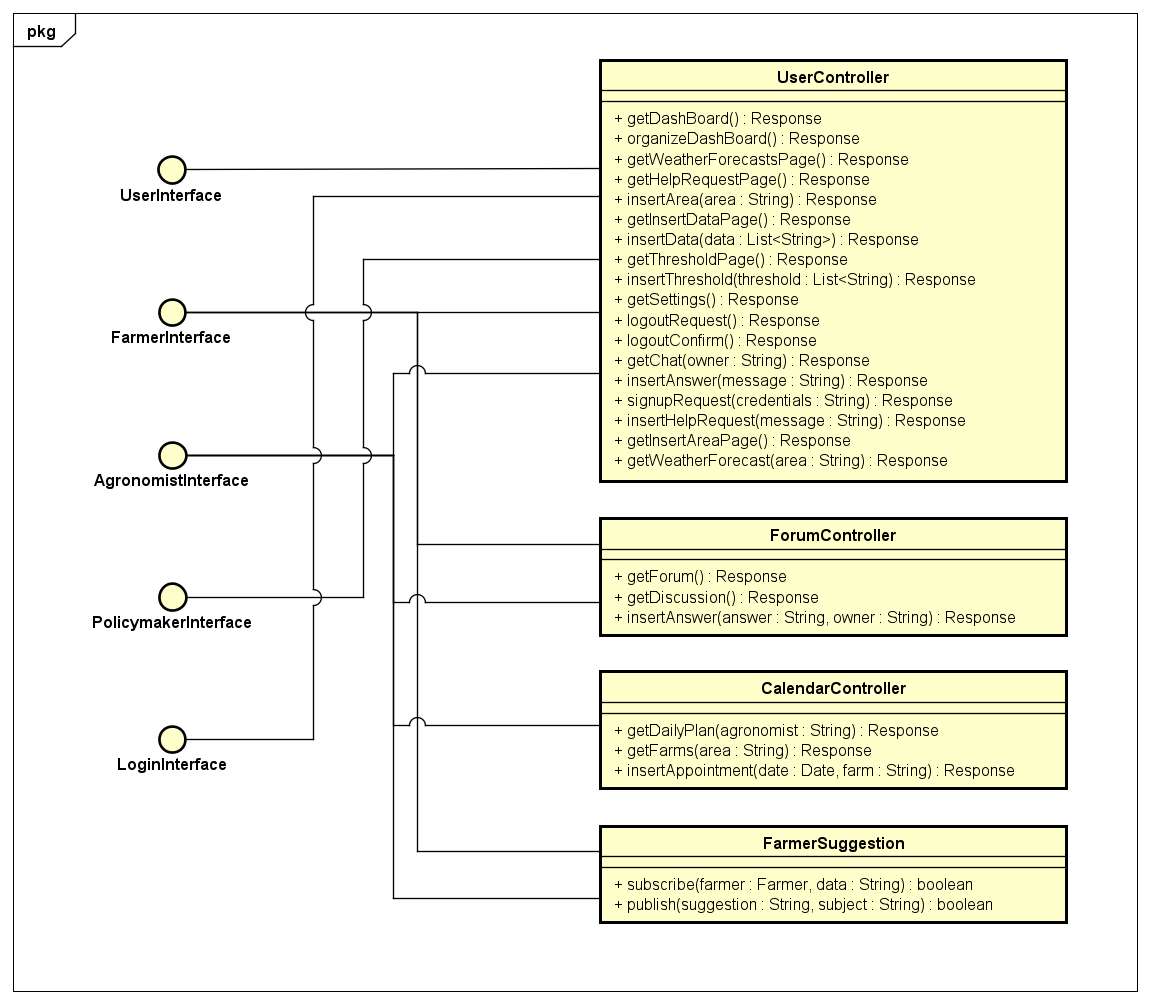 pkg
UserInterface
FarmerInterface
AgronomistInterface
PolicymakerInterface
LoginInterface
UserController
+ getDashBoard() : Response
+ organizeDashBoard() : Response
+ getWeatherForecastsPage() : Response
+ getHelpRequestPage() : Response
+ insertArea(area : String) : Response
+ getInsertDataPage() : Response
+ insertData(data : List<String>) : Response
+ getThresholdPage() : Response
+ insertThreshold(threshold : List<String) : Response
+ getSettings() : Response
+ logoutRequest() : Response
+ logoutConfirm() : Response
+ getChat(owner : String) : Response
+ insertAnswer(message : String) : Response
+ signupRequest(credentials : String) : Response
+ insertHelpRequest(message : String) : Response
+ getInsertAreaPage() : Response
+ getWeatherForecast(area : String) : Response
ForumController
+ getForum() : Response
+ getDiscussion() : Response
+ insertAnswer(answer : String, owner : String) : Response
CalendarController
+ getDailyPlan(agronomist : String) : Response
+ getFarms(area : String) : Response
+ insertAppointment(date : Date, farm : String) : Response
FarmerSuggestion
+ subscribe(farmer : Farmer, data : String) : boolean
+ publish(suggestion : String, subject : String) : boolean